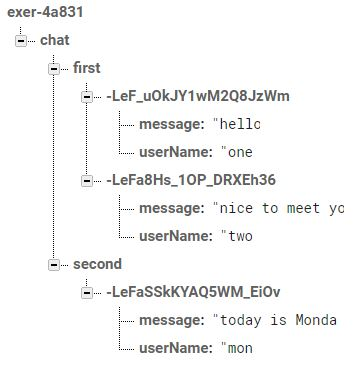 exer-4a831
chat
first
-LeF_uOkJY1wM2Q8JzWm
message: "hello
userName: "one
-LeFa8Hs_1OP_DRXEh36
message: "nice to meet yo
userName: "two
second
-LeFaSSkKYAQ5WM_EiOv
message: "today is Monda
userName: "mon